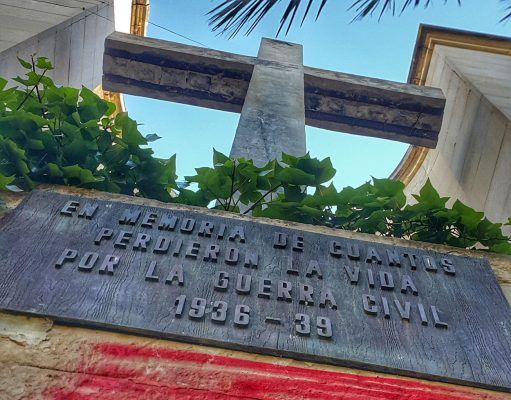 EN MEMORIA DE CUANTOS
PERDIERON LA VIDA
POR LA GUERRA CIVIL
1936-39